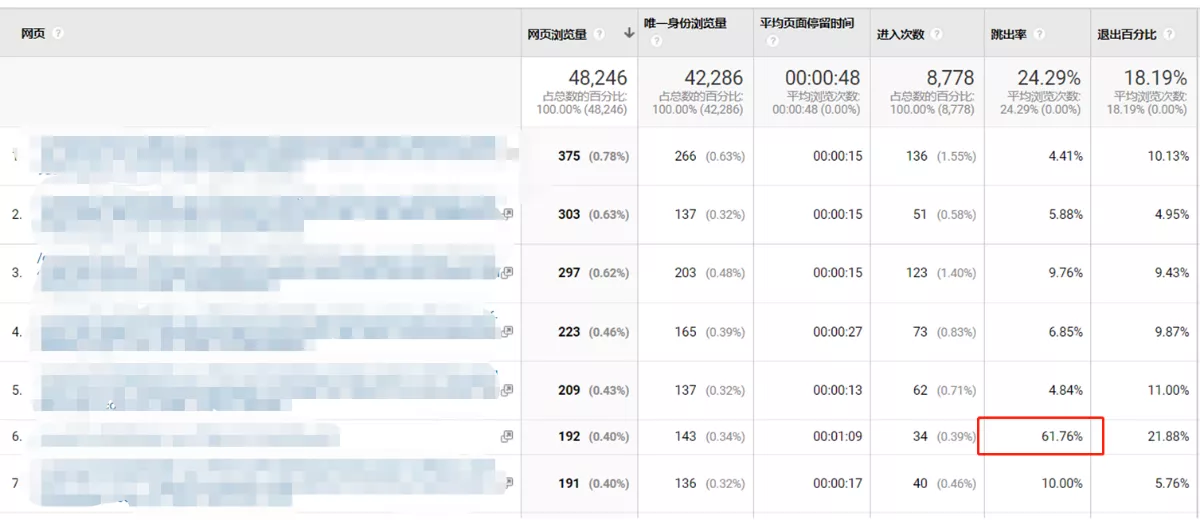 网页 ? 网页浏览量 ? 唯一身份浏览量 ? 平均页面停留时间 ? 进入次数 ? 跳出率 ? 退出百分比 ?
48,246 42,286 00:00:48 8,778 24.29% 18.19%
占总数的百分比: 占总数的百分比: 平均浏览次数: 占总数的百分比: 平均浏览次数: 平均浏览次数:
100.00% (48,246) 100.00% (42,286) 00:00:48 (0.00%) 100.00% (8,778) 24.29% (0.00%) 18.19% (0.00%)
1 375 (0.78%) 266 (0.63%) 00:00:15 136 (1.55%) 4.41% 10.13%
2. 303 (0.63%) 137 (0.32%) 00:00:15 51 (0.58%) 5.88% 4.95%
3. 297 (0.62%) 203 (0.48%) 00:00:15 123 (1.40%) 9.76% 9.43%
4. 223 (0.46%) 165 (0.39%) 00:00:27 73 (0.83%) 6.85% 9.87%
5. 209 (0.43%) 137 (0.32%) 00:00:13 62 (0.71%) 4.84% 11.00%
6. 192 (0.40%) 143 (0.34%) 00:01:09 34 (0.39%) 61.76% 21.88%
7 191 (0.40%) 136 (0.32%) 00:00:17 40 (0.46%) 10.00% 5.76%